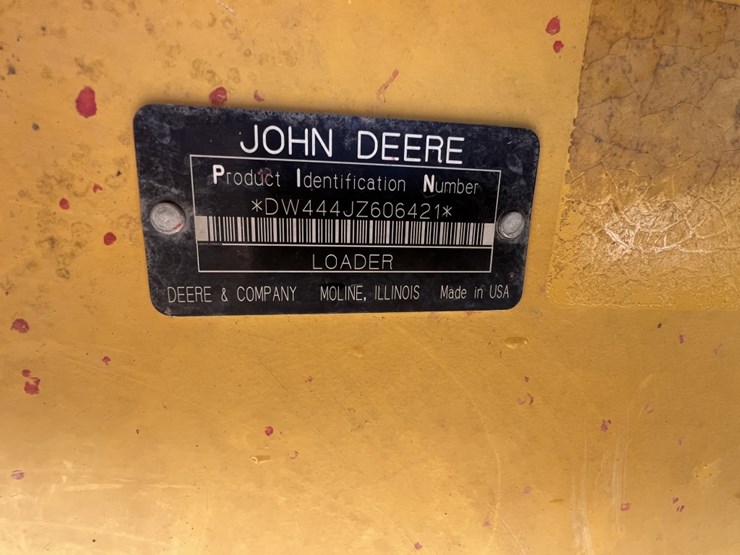 JOHN DEERE
Product Identification Number
*DW444JZ606421*
LOADER
DEERE & COMPANY MOLINE, ILLINOIS Made in USA